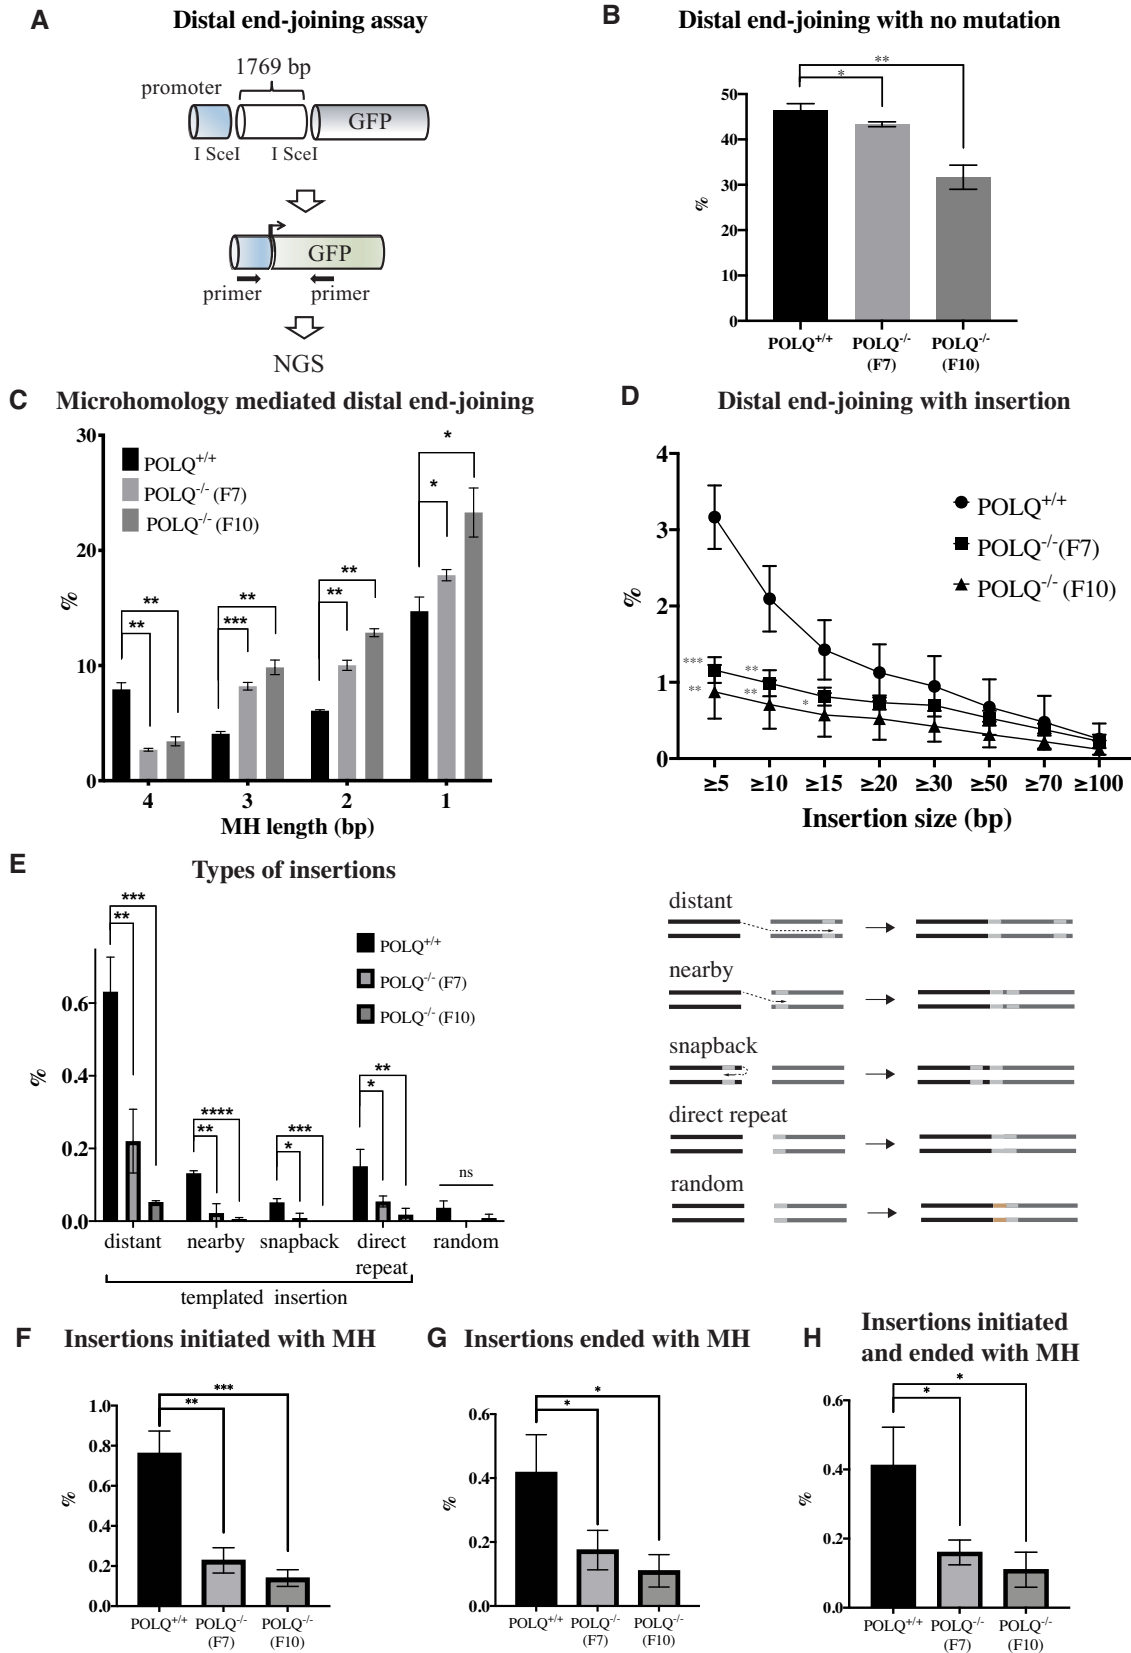 A
Distal end-joining assay
1769 bp
promoter
GFP
I SceI
I SceI
GFP
primer
primer
NGS
B
Distal end-joining with no mutation
**
*
50
40
30
20
10
0
%
POLQ+/+
POLQ-/-
(F7)
POLQ-/-
(F10)
C
Microhomology mediated distal end-joining
30
20
10
0
%
POLQ+/+
POLQ-/- (F7)
POLQ-/- (F10)
**
**
**
***
**
**
*
*
4
3
2
1
MH length (bp)
D
Distal end-joining with insertion
4
3
2
1
0
%
POLQ+/+
POLQ-/-(F7)
POLQ-/- (F10)
***
**
**
**
*
≥5
≥10
≥15
≥20
≥30
≥50
≥70
≥100
Insertion size (bp)
E
Types of insertions
***
**
POLQ+/+
POLQ-/- (F7)
POLQ-/- (F10)
0.6
0.4
0.2
0.0
%
****
**
***
*
**
*
ns
distant
nearby
snapback
direct
repeat
random
templated insertion
distant
nearby
snapback
direct repeat
random
F
Insertions initiated with MH
***
**
1.0
0.8
0.6
0.4
0.2
0.0
%
POLQ+/+
POLQ-/-
(F7)
POLQ-/-
(F10)
G
Insertions ended with MH
*
*
0.6
0.4
0.2
0.0
%
POLQ+/+
POLQ-/-
(F7)
POLQ-/-
(F10)
H
Insertions initiated
and ended with MH
*
*
0.6
0.4
0.2
0.0
%
POLQ+/+
POLQ-/-
(F7)
POLQ-/-
(F10)